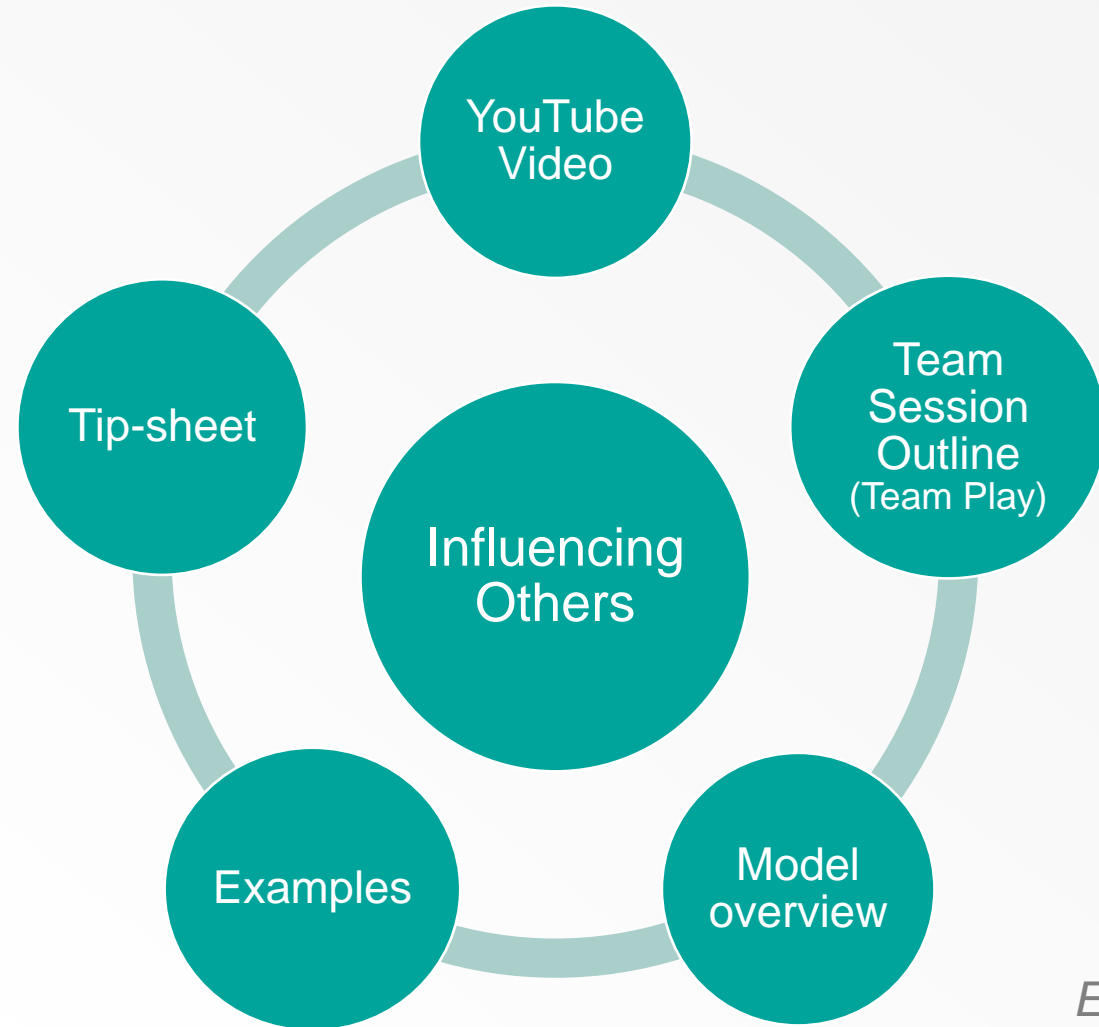 YouTube
Video
Team
Session
Outline
(Team Play)
Tip-sheet
Influencing
Others
Model
overview
Examples
E